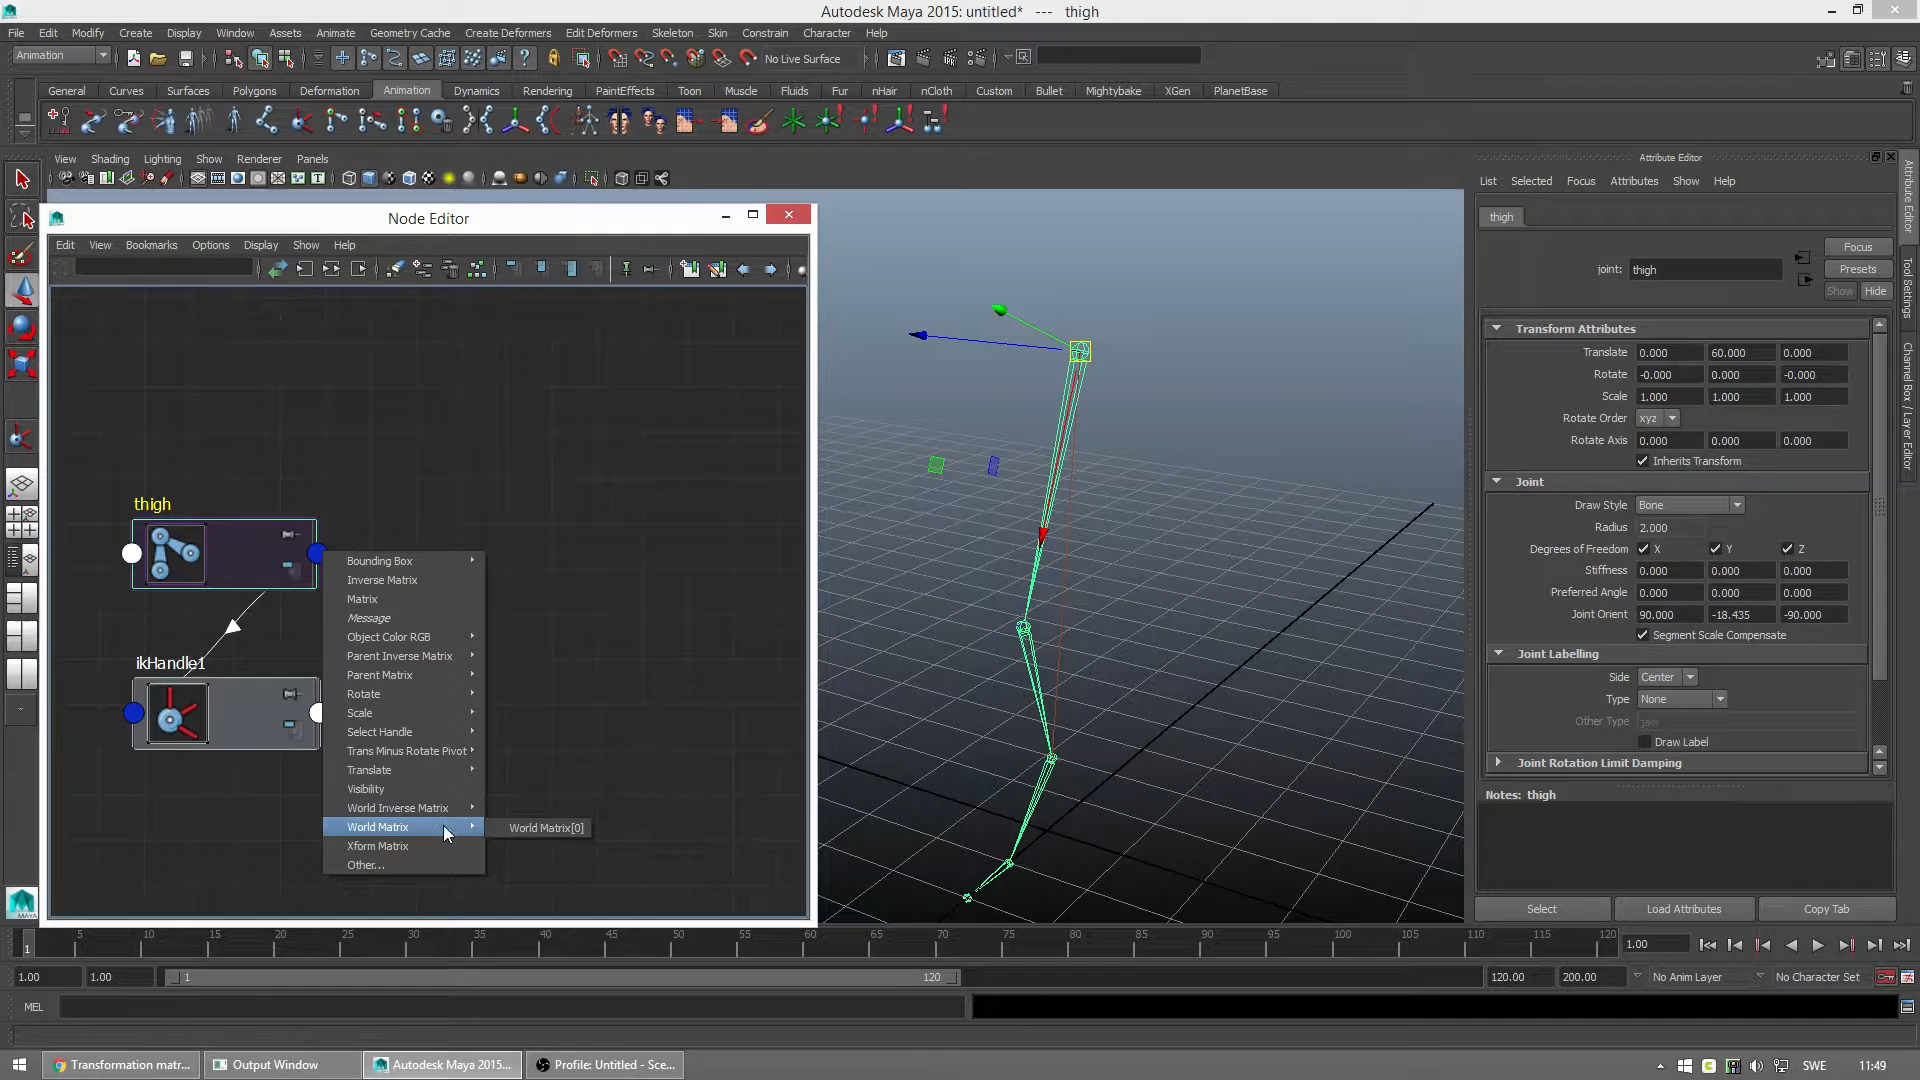 Autodesk Maya 2015: untitled* --- thigh
File Edit Modify Create Display Window Assets Animate Geometry Cache Create Deformers Edit Deformers Skeleton Skin Constrain Character Help
Animation
No Live Surface
General Curves Surfaces Polygons Deformation Animation Dynamics Rendering PaintEffects Toon Muscle Fluids Fur nHair nCloth Custom Bullet Mightybake XGen PlanetBase
View Shading Lighting Show Renderer Panels
Node Editor
Edit View Bookmarks Options Display Show Help
thigh
ikHandle1
Bounding Box
Inverse Matrix
Matrix
Message
Object Color RGB
Parent Inverse Matrix
Parent Matrix
Rotate
Scale
Select Handle
Trans Minus Rotate Pivot
Translate
Visibility
World Inverse Matrix
World Matrix
World Matrix[0]
Xform Matrix
Other...
Attribute Editor
List Selected Focus Attributes Show Help
thigh
joint: thigh
Focus
Presets
Show Hide
Transform Attributes
Translate 0.000 60.000 0.000
Rotate -0.000 0.000 -0.000
Scale 1.000 1.000 1.000
Rotate Order xyz
Rotate Axis 0.000 0.000 0.000
Inherits Transform
Joint
Draw Style Bone
Radius 2.000
Degrees of Freedom X Y Z
Stiffness 0.000 0.000 0.000
Preferred Angle 0.000 0.000 0.000
Joint Orient 90.000 -18.435 -90.000
Segment Scale Compensate
Joint Labelling
Side Center
Type None
Other Type jaw
Draw Label
Joint Rotation Limit Damping
Notes: thigh
Select Load Attributes Copy Tab
Attribute Editor
Tool Settings
Channel Box / Layer Editor
1 5 10 15 20 25 30 35 40 45 50 55 60 65 70 75 80 85 90 95 100 105 110 115 120
1.00
1.00 1.00 1 120 120.00 200.00 No Anim Layer No Character Set
MEL
MAYA
Transformation matr... Output Window Autodesk Maya 2015... Profile: Untitled - Sce... SWE 11:49